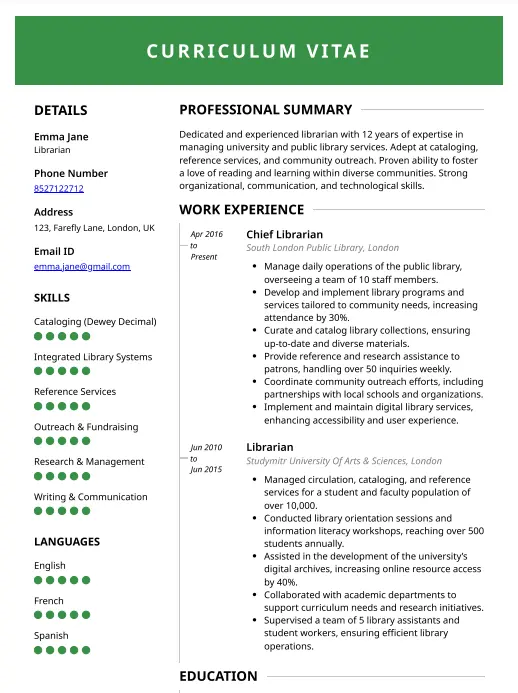 CURRICULUM VITAE
DETAILS
Emma Jane
Librarian
Phone Number
8527122712
Address
123, Farefly Lane, London, UK
Email ID
emma.jane@gmail.com
SKILLS
Cataloging (Dewey Decimal)
Integrated Library Systems
Reference Services
Outreach & Fundraising
Research & Management
Writing & Communication
LANGUAGES
English
French
Spanish
PROFESSIONAL SUMMARY
Dedicated and experienced librarian with 12 years of expertise in
managing university and public library services. Adept at cataloging,
reference services, and community outreach. Proven ability to foster
a love of reading and learning within diverse communities. Strong
organizational, communication, and technological skills.
WORK EXPERIENCE
Apr 2016
to
Present
Chief Librarian
South London Public Library, London
• Manage daily operations of the public library,
overseeing a team of 10 staff members.
• Develop and implement library programs and
services tailored to community needs, increasing
attendance by 30%.
• Curate and catalog library collections, ensuring
up-to-date and diverse materials.
• Provide reference and research assistance to
patrons, handling over 50 inquiries weekly.
• Coordinate community outreach efforts, including
partnerships with local schools and organizations.
• Implement and maintain digital library services,
enhancing accessibility and user experience.
Jun 2010
to
Jun 2015
Librarian
Studymitr University Of Arts & Sciences, London
• Managed circulation, cataloging, and reference
services for a student and faculty population of
over 10,000.
• Conducted library orientation sessions and
information literacy workshops, reaching over 500
students annually.
• Assisted in the development of the university's
digital archives, increasing online resource access
by 40%.
• Collaborated with academic departments to
support curriculum needs and research initiatives.
• Supervised a team of 5 library assistants and
student workers, ensuring efficient library
operations.
EDUCATION